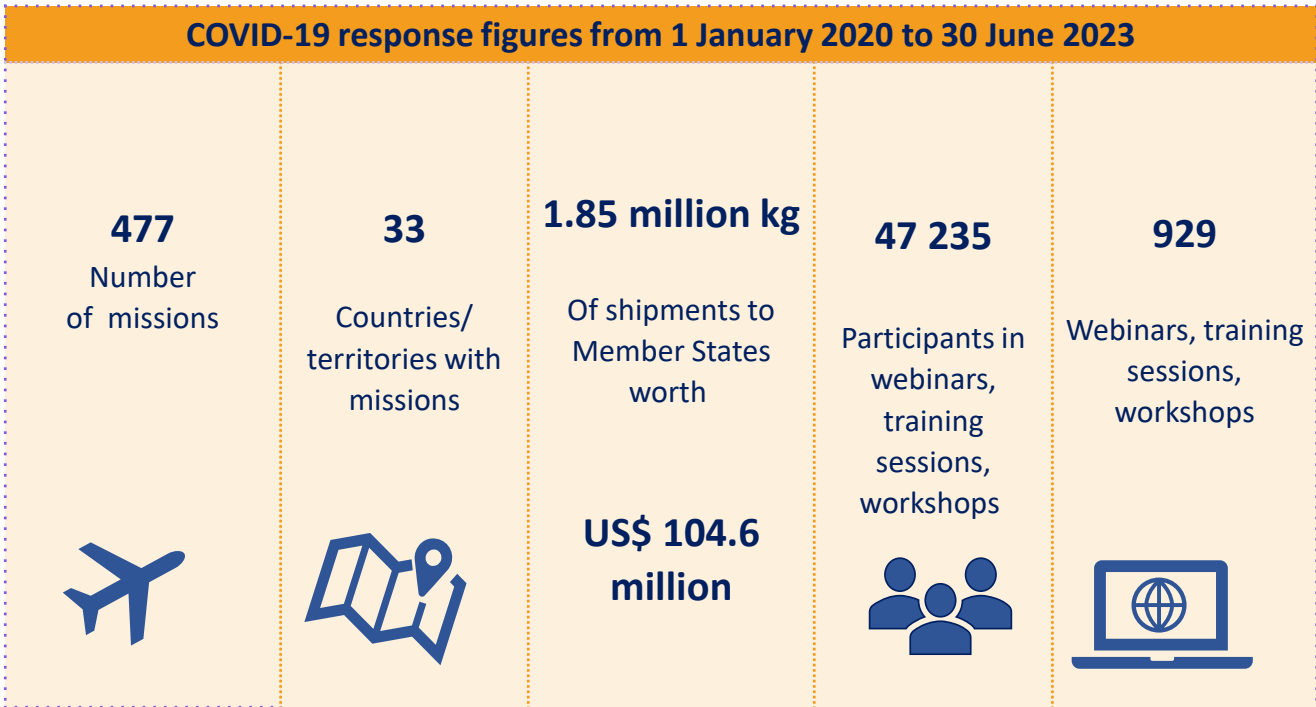 COVID-19 response figures from 1 January 2020 to 30 June 2023
477
Number
of missions
33
Countries/
territories with
missions
1.85 million kg
Of shipments to
Member States
worth
US$ 104.6
million
47 235
Participants in
webinars,
training
sessions,
workshops
929
Webinars, training
sessions,
workshops